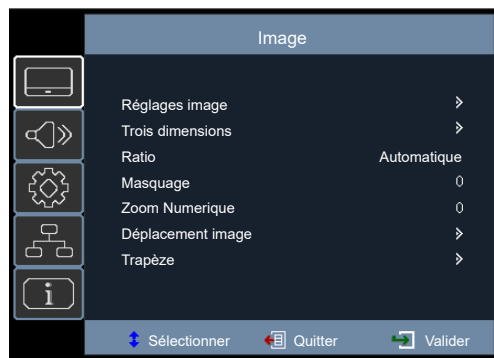 Image
Réglages image
Trois dimensions
Ratio Automatique
Masquage 0
Zoom Numerique 0
Déplacement image
Trapèze
i
Sélectionner Quitter Valider